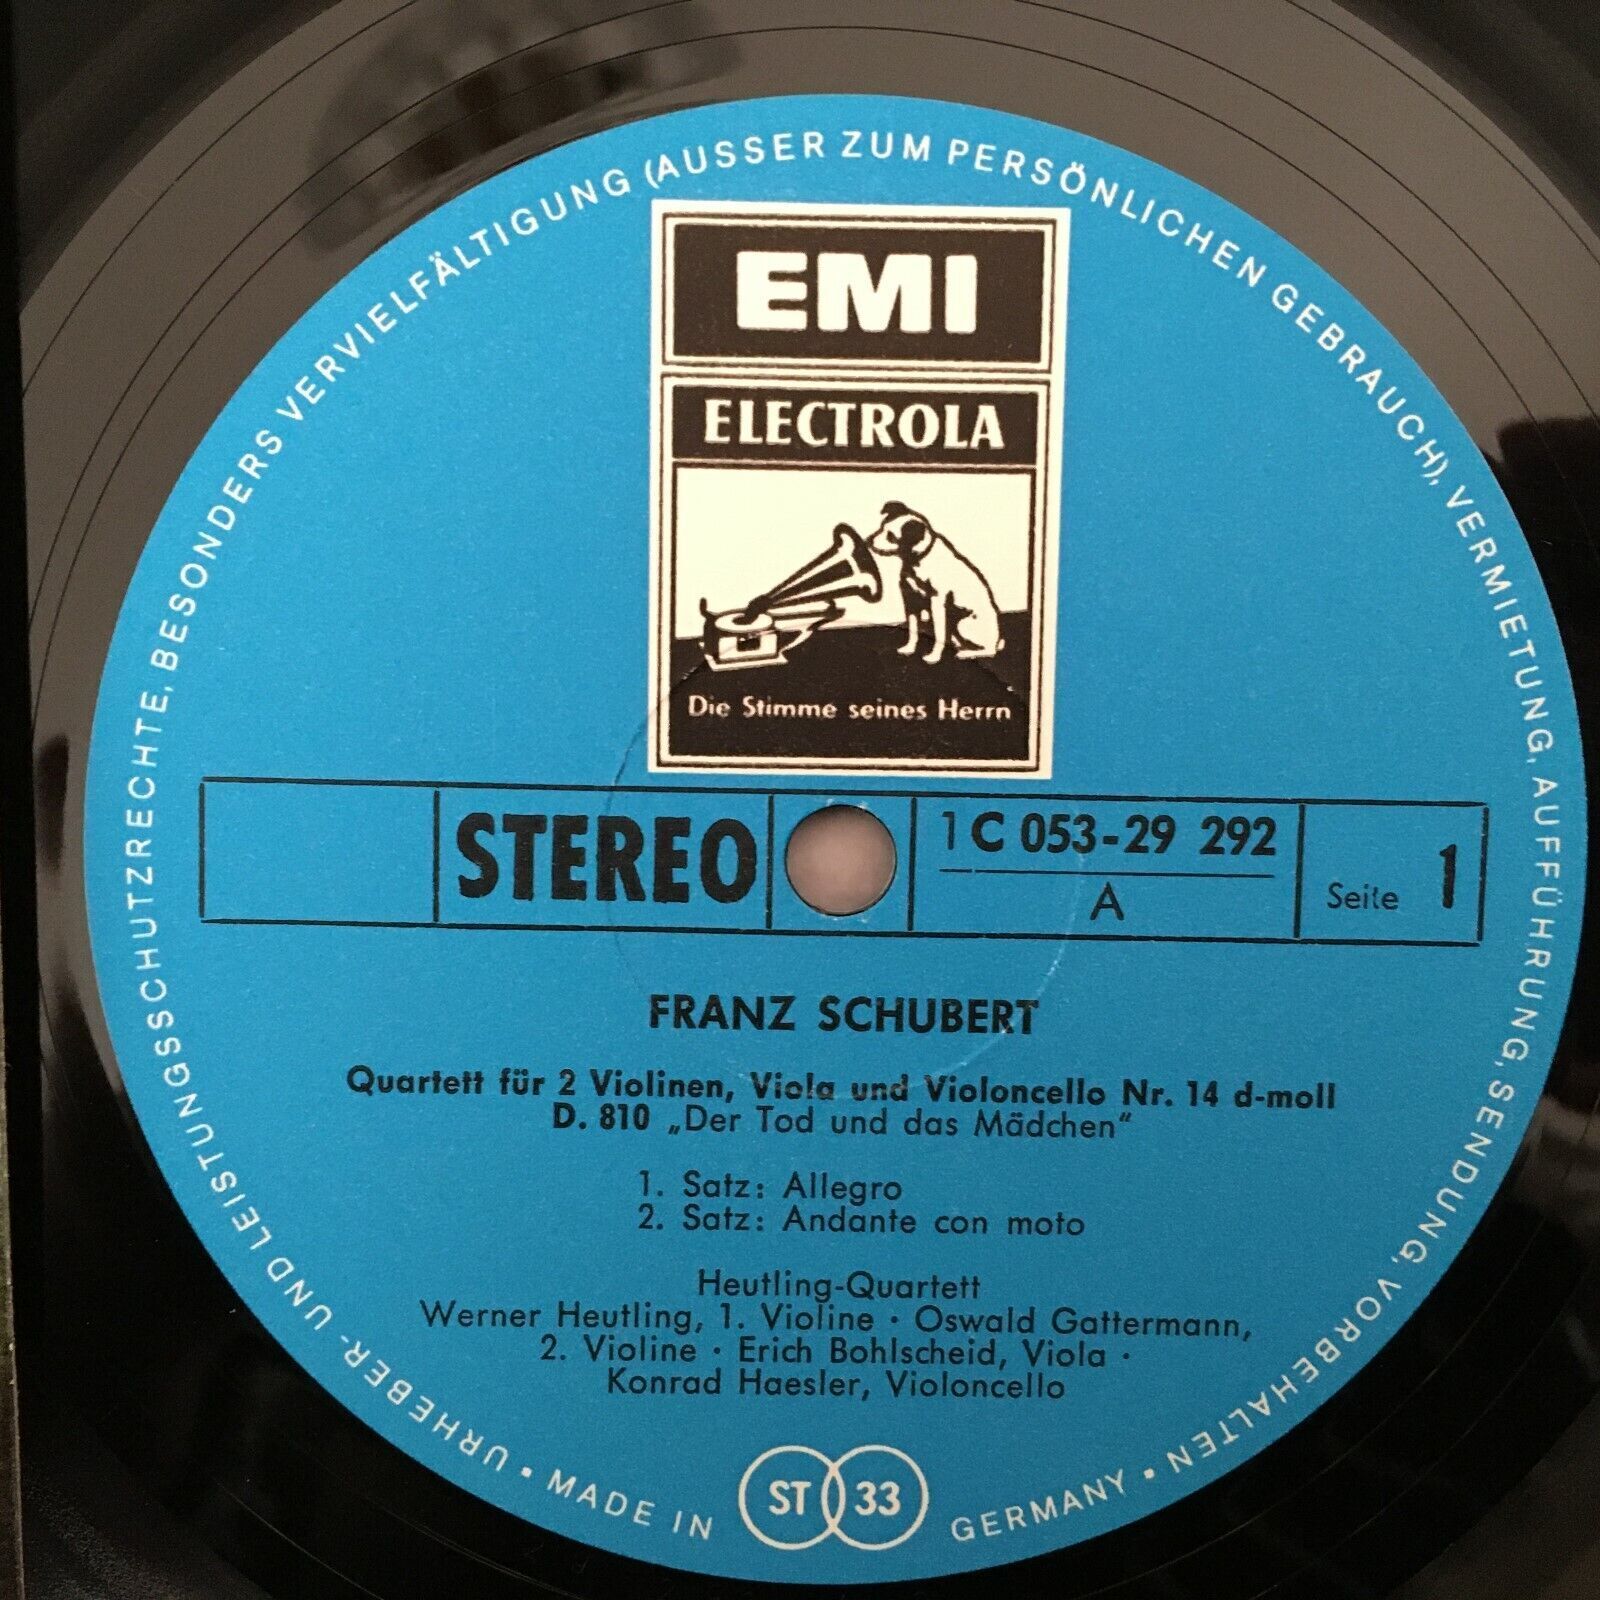 EMI
ELECTROLA
Die Stimme seines Herrn
STEREO
1 C 053-29 292
A
Seite 1
FRANZ SCHUBERT
Quartett für 2 Violinen, Viola und Violoncello Nr. 14 d-moll
D. 810 „Der Tod und das Mädchen“
1. Satz: Allegro
2. Satz: Andante con moto
Heutling-Quartett
Werner Heutling, 1. Violine · Oswald Gattermann,
2. Violine · Erich Bohlscheid, Viola ·
Konrad Haesler, Violoncello
URHEBER- UND LEISTUNGSSCHUTZRECHTE, BESONDERS VERVIELFÄLTIGUNG (AUSSER ZUM PERSÖNLICHEN GEBRAUCH), VERMIETUNG, AUFFÜHRUNG, SENDUNG, VORBEHALTEN •
• MADE IN ST 33 GERMANY